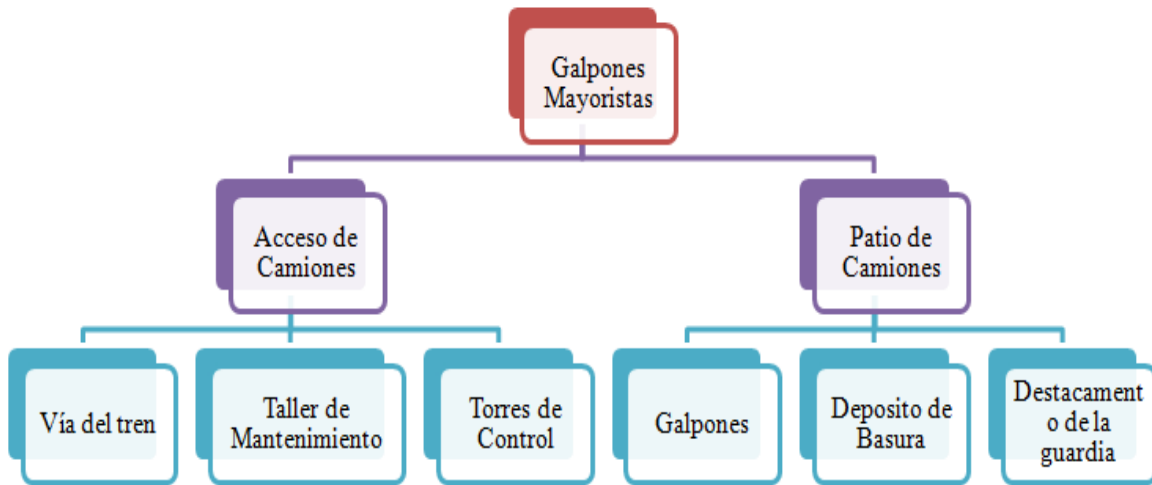 Galpones
Mayoristas
Acceso de
Camiones
Patio de
Camiones
Vía del tren
Taller de
Mantenimiento
Torres de
Control
Galpones
Deposito de
Basura
Destacament
o de la
guardia